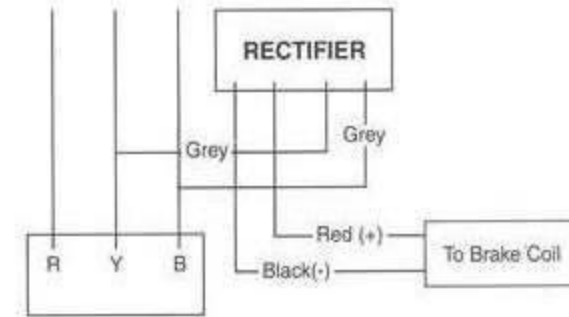 RECTIFIER
Grey
Grey
R Y B
Red (+)
Black(-)
To Brake Coil